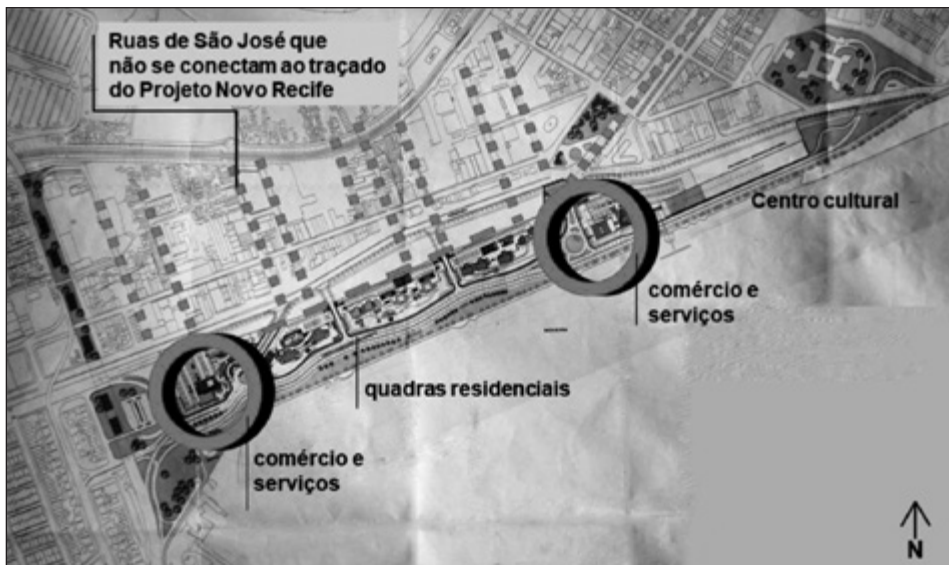 Ruas de São José que
não se conectam ao traçado
do Projeto Novo Recife
Centro cultural
comércio e
serviços
quadras residenciais
comércio e
serviços
N